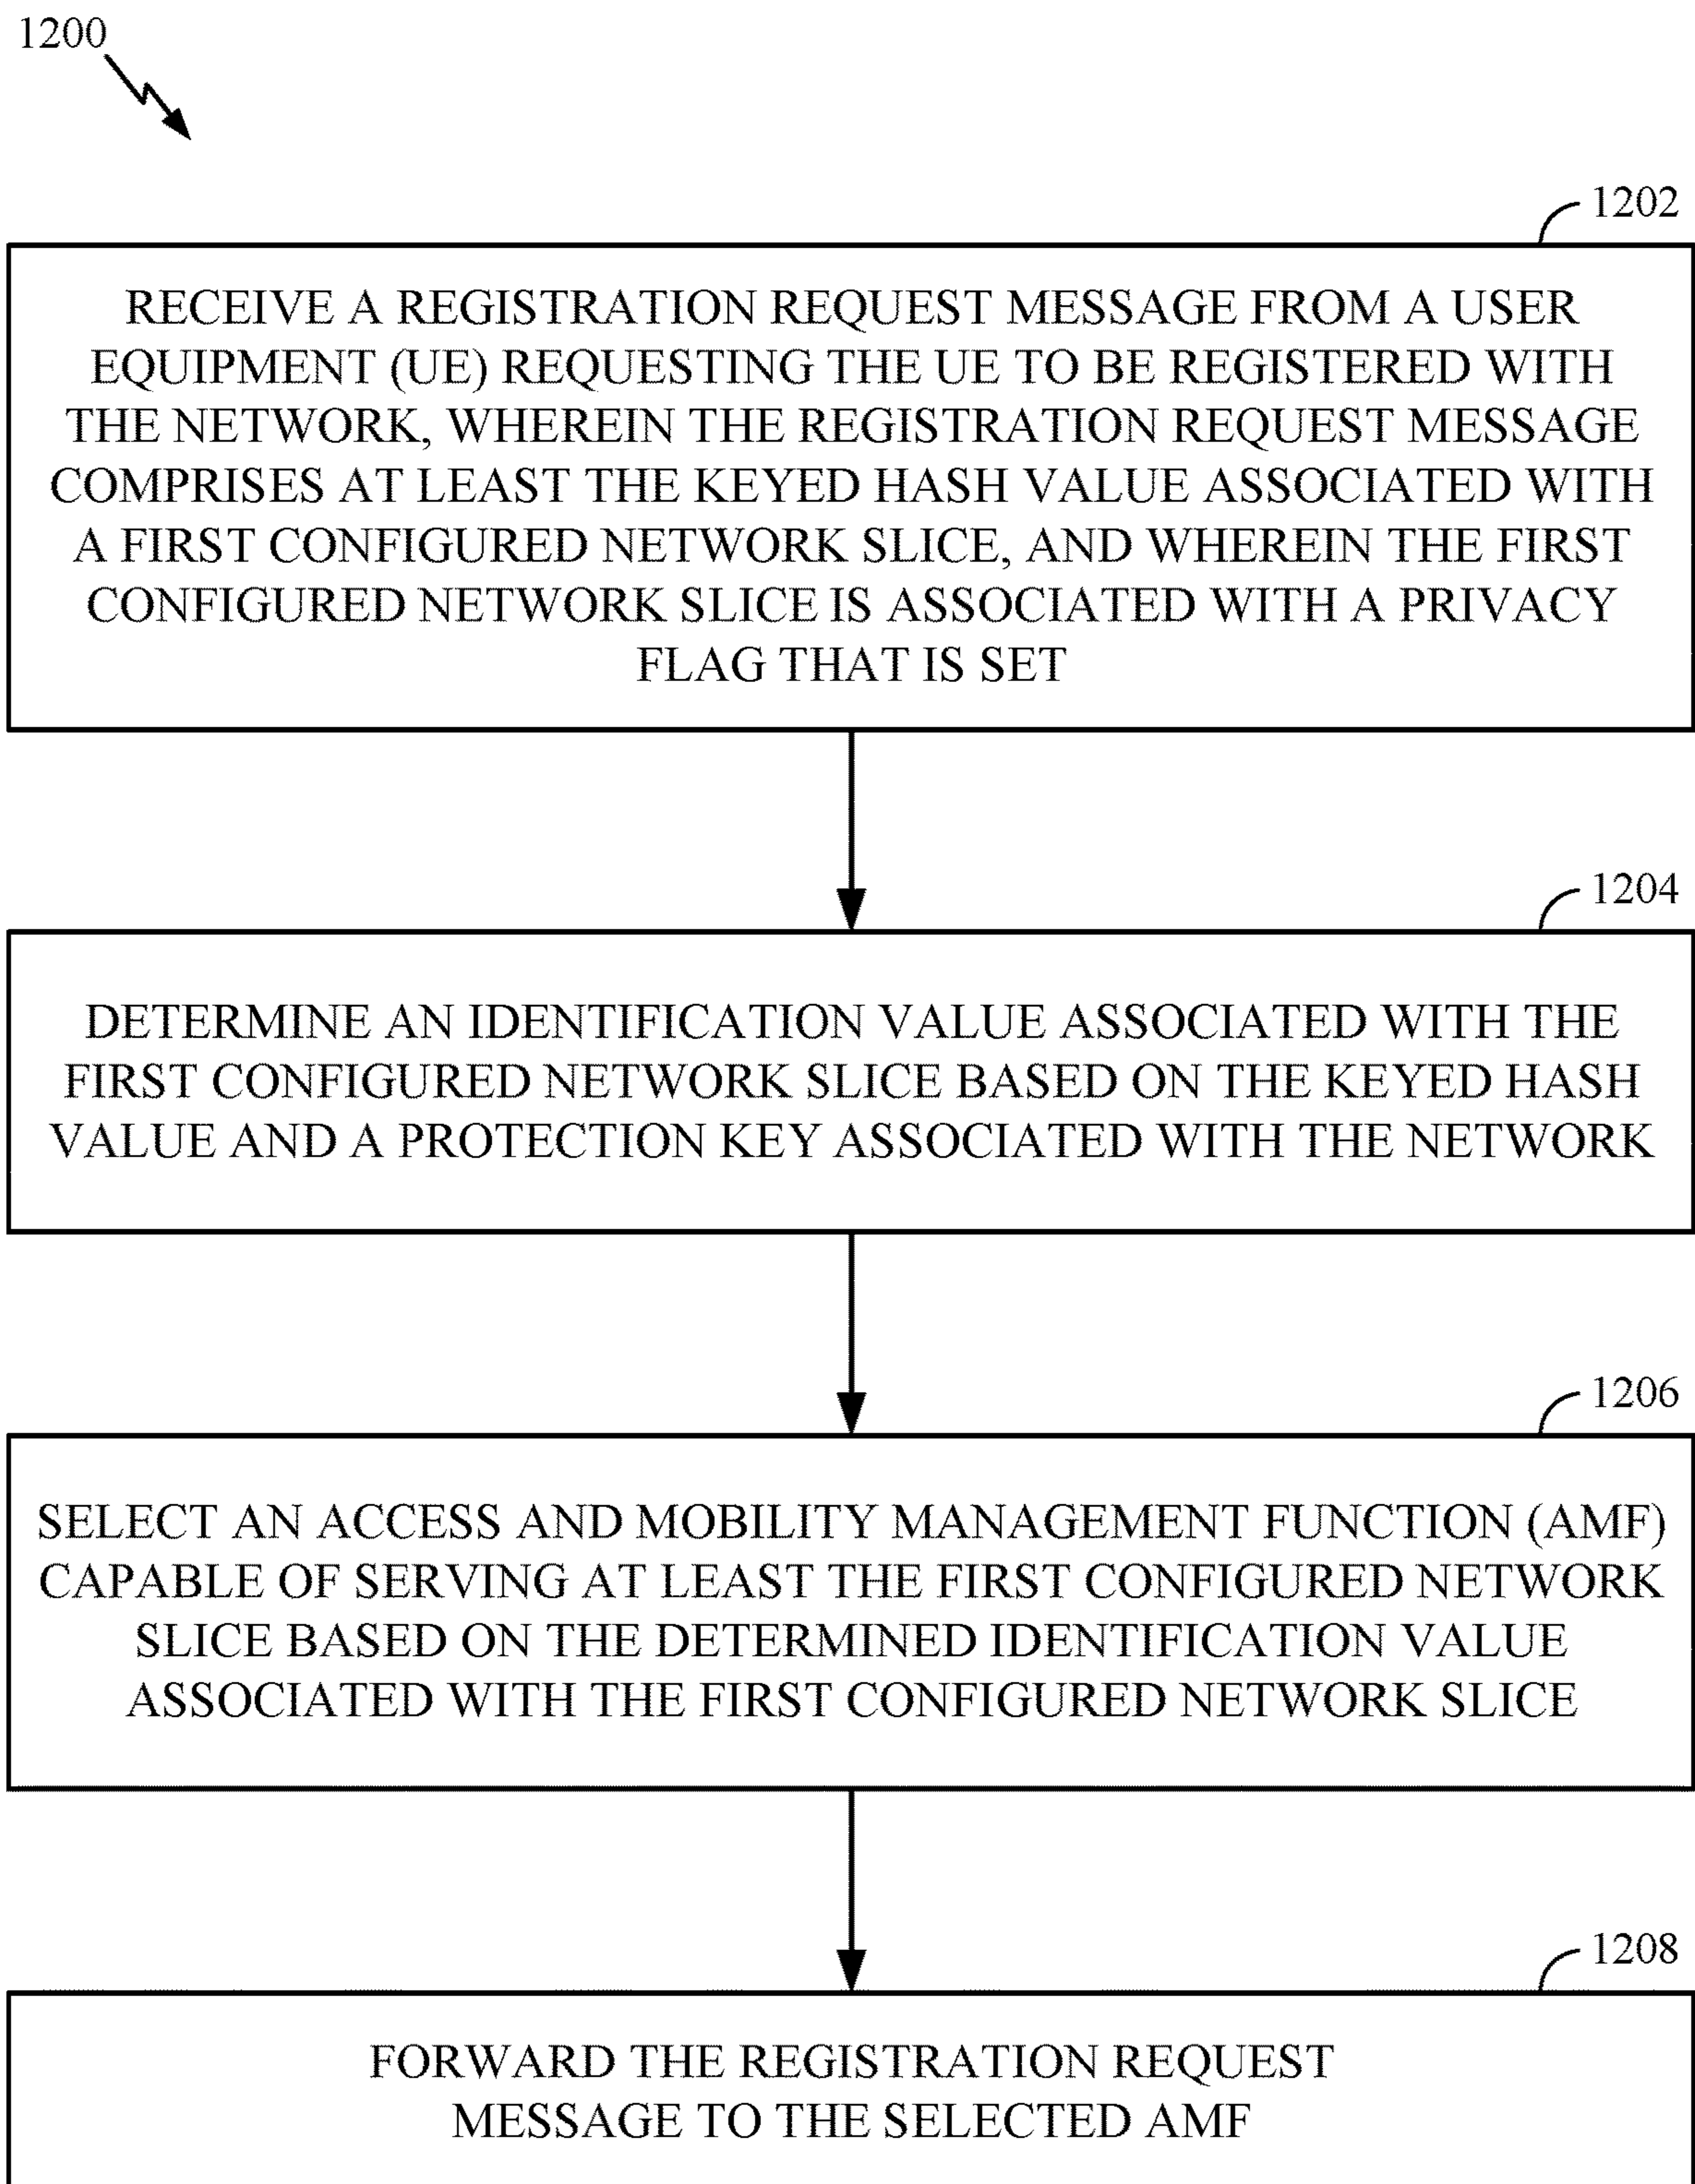 1200
1202
RECEIVE A REGISTRATION REQUEST MESSAGE FROM A USER
EQUIPMENT (UE) REQUESTING THE UE TO BE REGISTERED WITH
THE NETWORK, WHEREIN THE REGISTRATION REQUEST MESSAGE
COMPRISES AT LEAST THE KEYED HASH VALUE ASSOCIATED WITH
A FIRST CONFIGURED NETWORK SLICE, AND WHEREIN THE FIRST
CONFIGURED NETWORK SLICE IS ASSOCIATED WITH A PRIVACY
FLAG THAT IS SET
1204
DETERMINE AN IDENTIFICATION VALUE ASSOCIATED WITH THE
FIRST CONFIGURED NETWORK SLICE BASED ON THE KEYED HASH
VALUE AND A PROTECTION KEY ASSOCIATED WITH THE NETWORK
1206
SELECT AN ACCESS AND MOBILITY MANAGEMENT FUNCTION (AMF)
CAPABLE OF SERVING AT LEAST THE FIRST CONFIGURED NETWORK
SLICE BASED ON THE DETERMINED IDENTIFICATION VALUE
ASSOCIATED WITH THE FIRST CONFIGURED NETWORK SLICE
1208
FORWARD THE REGISTRATION REQUEST
MESSAGE TO THE SELECTED AMF